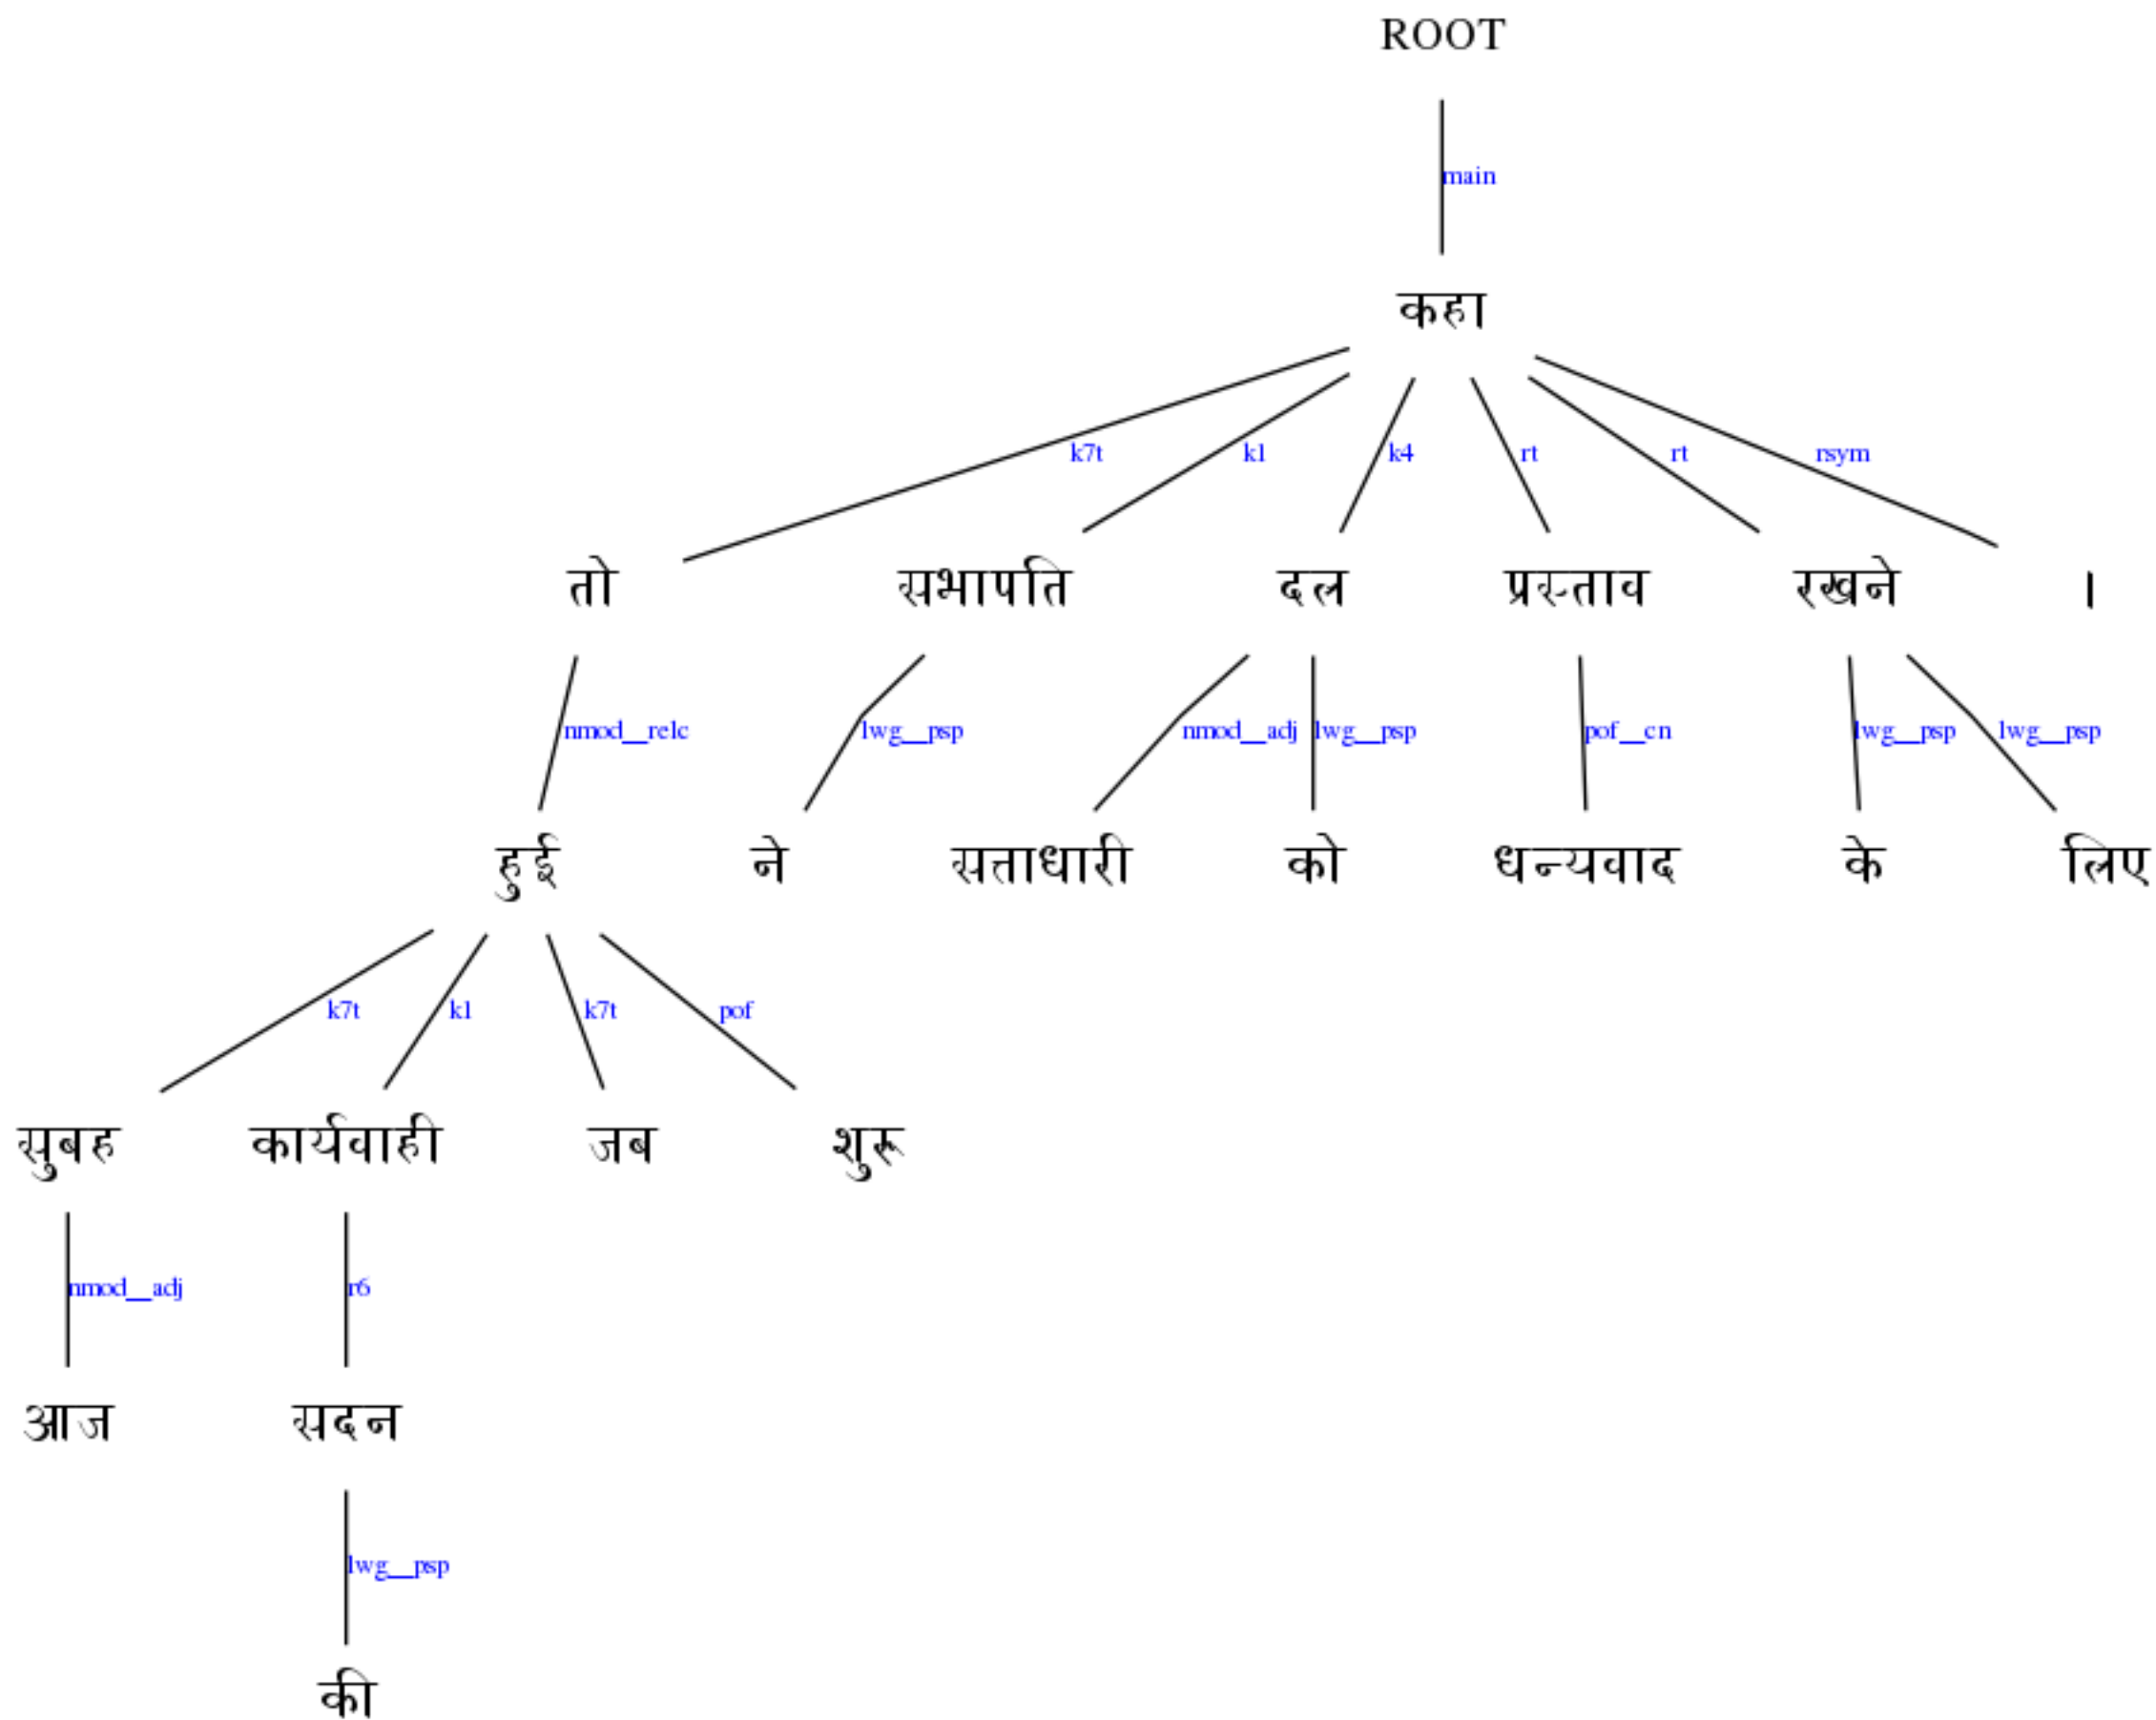 ROOT
main
कहा
k7t k1 k4 rt rt rsym
तो सभापति दल प्रस्ताव रखने ।
nmod__relc lwg__psp nmod__adj lwg__psp pof__cn lwg__psp lwg__psp
हुई ने सत्ताधारी को धन्यवाद के लिए
k7t k1 k7t pof
सुबह कार्यवाही जब शुरू
nmod__adj r6
आज सदन
lwg__psp
की